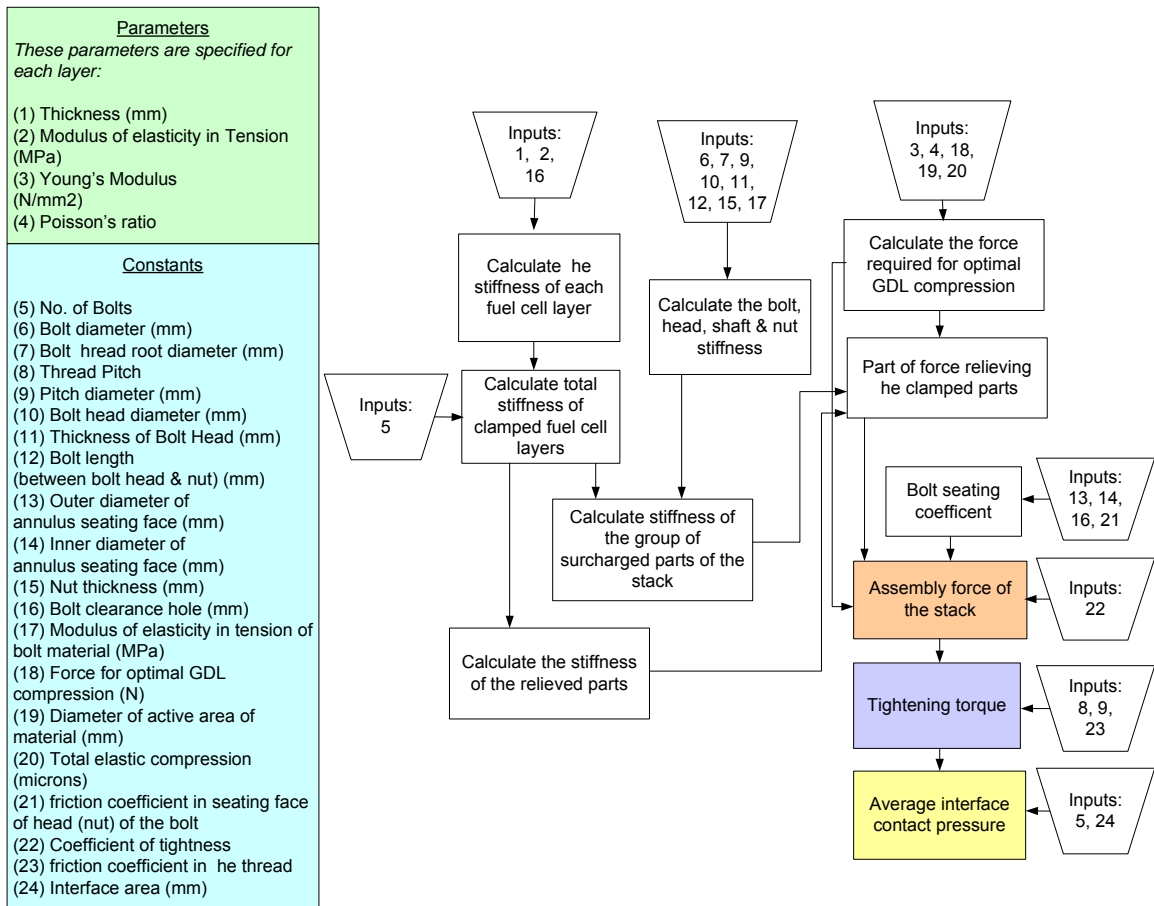 Parameters
These parameters are specified for
each layer:
(1) Thickness (mm)
(2) Modulus of elasticity in Tension
(MPa)
(3) Young's Modulus
(N/mm2)
(4) Poisson's ratio
Constants
(5) No. of Bolts
(6) Bolt diameter (mm)
(7) Bolt hread root diameter (mm)
(8) Thread Pitch
(9) Pitch diameter (mm)
(10) Bolt head diameter (mm)
(11) Thickness of Bolt Head (mm)
(12) Bolt length
(between bolt head & nut) (mm)
(13) Outer diameter of
annulus seating face (mm)
(14) Inner diameter of
annulus seating face (mm)
(15) Nut thickness (mm)
(16) Bolt clearance hole (mm)
(17) Modulus of elasticity in tension of
bolt material (MPa)
(18) Force for optimal GDL
compression (N)
(19) Diameter of active area of
material (mm)
(20) Total elastic compression
(microns)
(21) friction coefficient in seating face
of head (nut) of the bolt
(22) Coefficient of tightness
(23) friction coefficient in he thread
(24) Interface area (mm)
Inputs:
1, 2,
16
Calculate he
stiffness of each
fuel cell layer
Inputs:
5
Calculate total
stiffness of
clamped fuel cell
layers
Inputs:
6, 7, 9,
10, 11,
12, 15, 17
Calculate the bolt,
head, shaft & nut
stiffness
Calculate stiffness of
the group of
surcharged parts of the
stack
Calculate the stiffness
of the relieved parts
Inputs:
3, 4, 18,
19, 20
Calculate the force
required for optimal
GDL compression
Part of force relieving
he clamped parts
Bolt seating
coefficent
Inputs:
13, 14,
16, 21
Assembly force of
the stack
Inputs:
22
Tightening torque
Inputs:
8, 9,
23
Average interface
contact pressure
Inputs:
5, 24